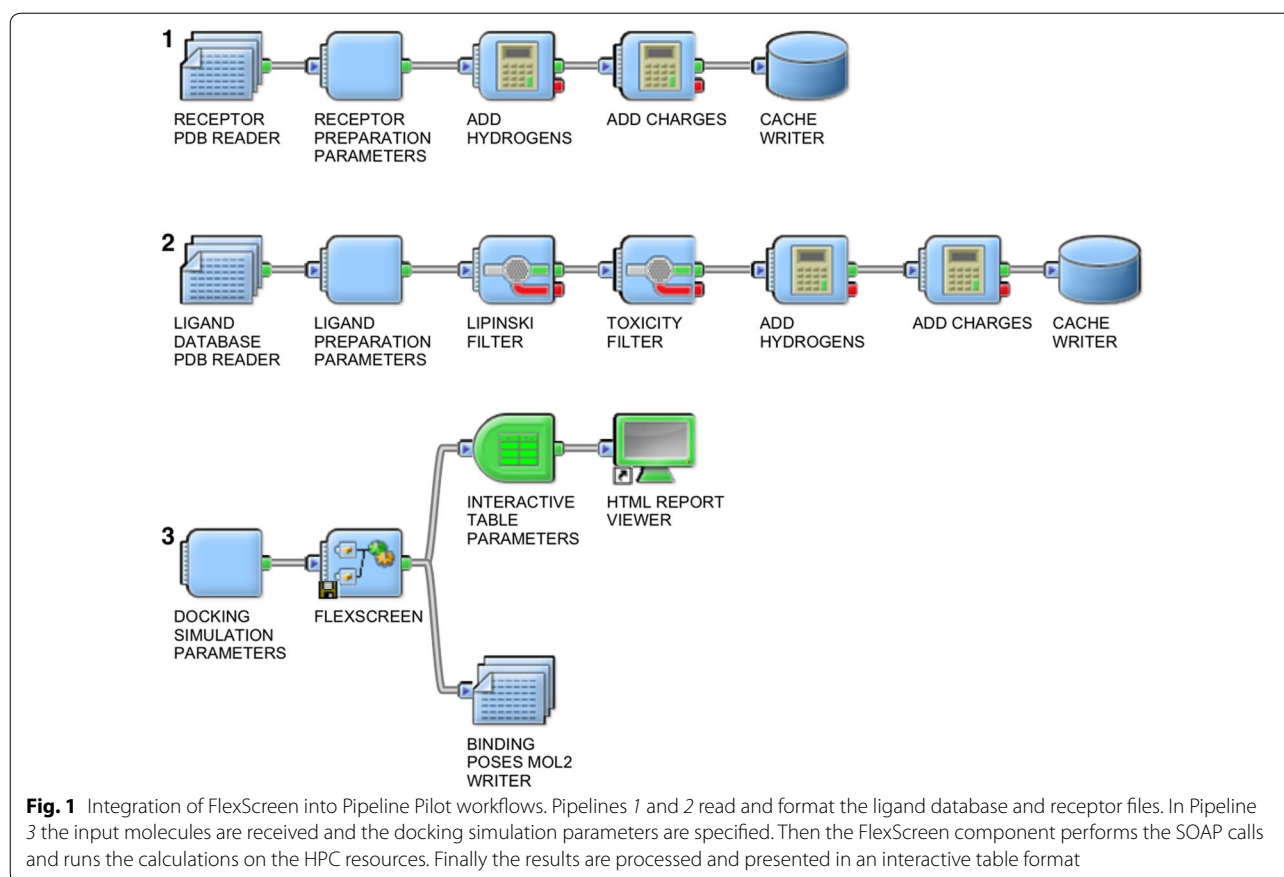 1
RECEPTOR
PDB READER
RECEPTOR
PREPARATION
PARAMETERS
ADD
HYDROGENS
ADD CHARGES
CACHE
WRITER
2
LIGAND
DATABASE
PDB READER
LIGAND
PREPARATION
PARAMETERS
LIPINSKI
FILTER
TOXICITY
FILTER
ADD
HYDROGENS
ADD CHARGES
CACHE
WRITER
INTERACTIVE
TABLE
PARAMETERS
HTML REPORT
VIEWER
3
DOCKING
SIMULATION
PARAMETERS
FLEXSCREEN
BINDING
POSES MOL2
WRITER
Fig. 1 Integration of FlexScreen into Pipeline Pilot workflows. Pipelines 1 and 2 read and format the ligand database and receptor files. In Pipeline
3 the input molecules are received and the docking simulation parameters are specified. Then the FlexScreen component performs the SOAP calls
and runs the calculations on the HPC resources. Finally the results are processed and presented in an interactive table format